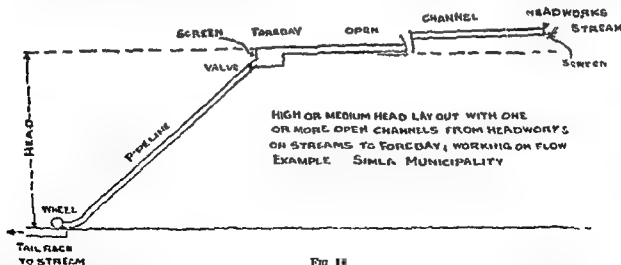 SCREEN FOREBAY OPEN CHANNEL HEADWORKS
STREAM
VALVE
SCREEN
HEAD
PIPELINE
HIGH OR MEDIUM HEAD LAY OUT WITH ONE
OR MORE OPEN CHANNELS FROM HEADWORKS
ON STREAMS TO FOREBAY, WORKING ON FLOW
EXAMPLE SIMLA MUNICIPALITY
WHEEL
TAIL RACE
TO STREAM